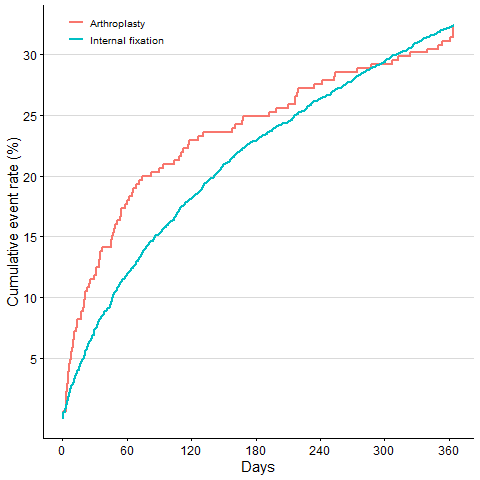 Arthroplasty
Internal fixation
Cumulative event rate (%)
30
25
20
15
10
5
0 60 120 180 240 300 360
Days